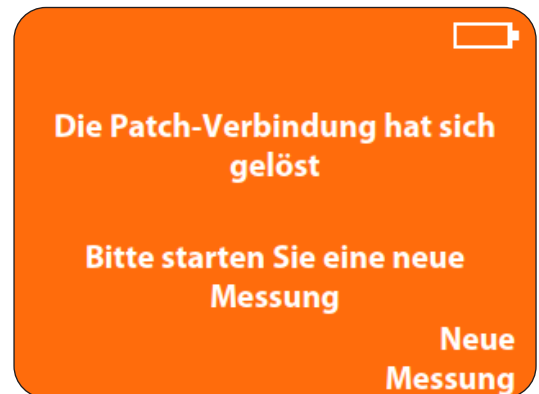 Die Patch-Verbindung hat sich
gelöst
Bitte starten Sie eine neue
Messung
Neue
Messung